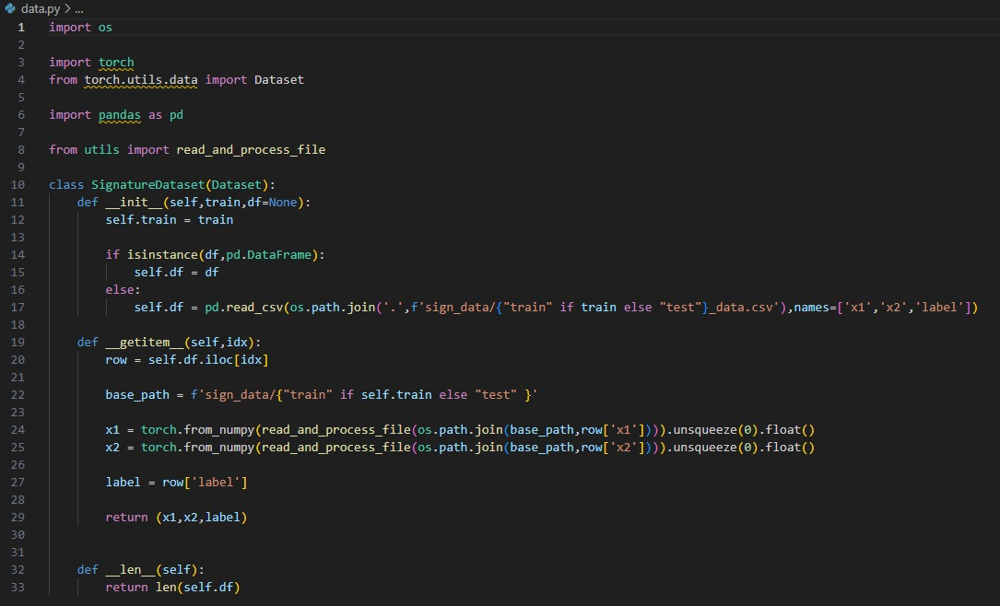 data.py > ...
1 import os
2
3 import torch
4 from torch.utils.data import Dataset
5
6 import pandas as pd
7
8 from utils import read_and_process_file
9
10 class SignatureDataset(Dataset):
11     def __init__(self,train,df=None):
12         self.train = train
13
14         if isinstance(df,pd.DataFrame):
15             self.df = df
16         else:
17             self.df = pd.read_csv(os.path.join('.',f'sign_data/{"train" if train else "test"}_data.csv'),names=['x1','x2','label'])
18
19     def __getitem__(self,idx):
20         row = self.df.iloc[idx]
21
22         base_path = f'sign_data/{"train" if self.train else "test" }'
23
24         x1 = torch.from_numpy(read_and_process_file(os.path.join(base_path,row['x1']))).unsqueeze(0).float()
25         x2 = torch.from_numpy(read_and_process_file(os.path.join(base_path,row['x2']))).unsqueeze(0).float()
26
27         label = row['label']
28
29         return (x1,x2,label)
30
31
32     def __len__(self):
33         return len(self.df)